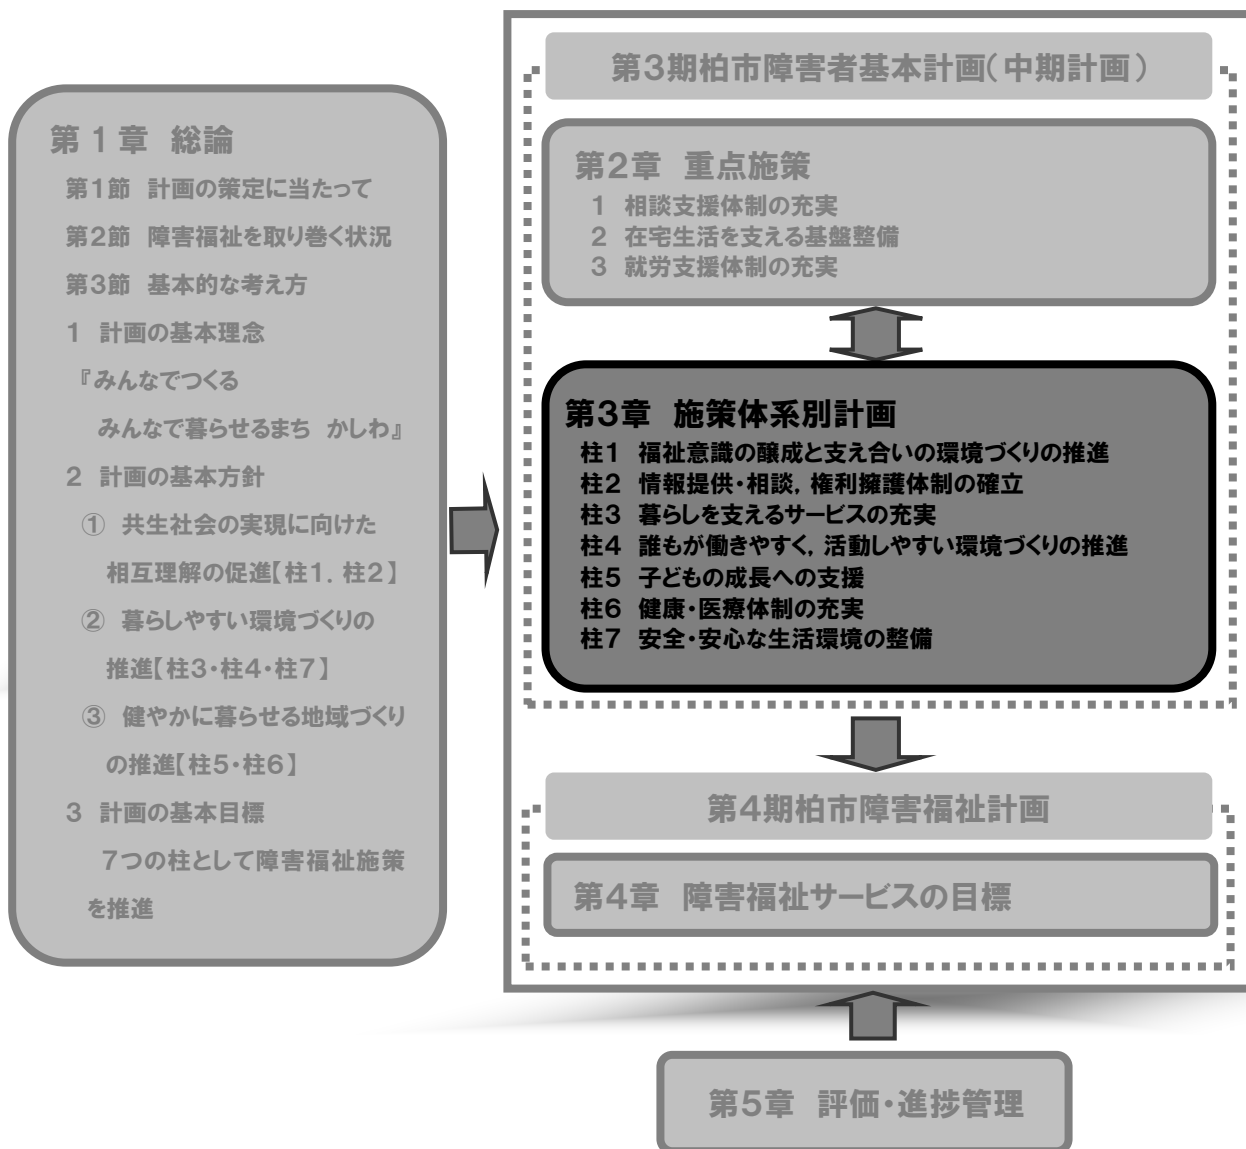 第1章 総論
第1節 計画の策定に当たって
第2節 障害福祉を取り巻く状況
第3節 基本的な考え方
1 計画の基本理念
『みんなでつくる
みんなで暮らせるまち かしわ』
2 計画の基本方針
① 共生社会の実現に向けた
相互理解の促進【柱1．柱2】
② 暮らしやすい環境づくりの
推進【柱3・柱4・柱7】
③ 健やかに暮らせる地域づくり
の推進【柱5・柱6】
3 計画の基本目標
7つの柱として障害福祉施策
を推進
第3期柏市障害者基本計画（中期計画）
第2章 重点施策
1 相談支援体制の充実
2 在宅生活を支える基盤整備
3 就労支援体制の充実
第3章 施策体系別計画
柱1 福祉意識の醸成と支え合いの環境づくりの推進
柱2 情報提供・相談，権利擁護体制の確立
柱3 暮らしを支えるサービスの充実
柱4 誰もが働きやすく，活動しやすい環境づくりの推進
柱5 子どもの成長への支援
柱6 健康・医療体制の充実
柱7 安全・安心な生活環境の整備
第4期柏市障害福祉計画
第4章 障害福祉サービスの目標
第5章 評価・進捗管理